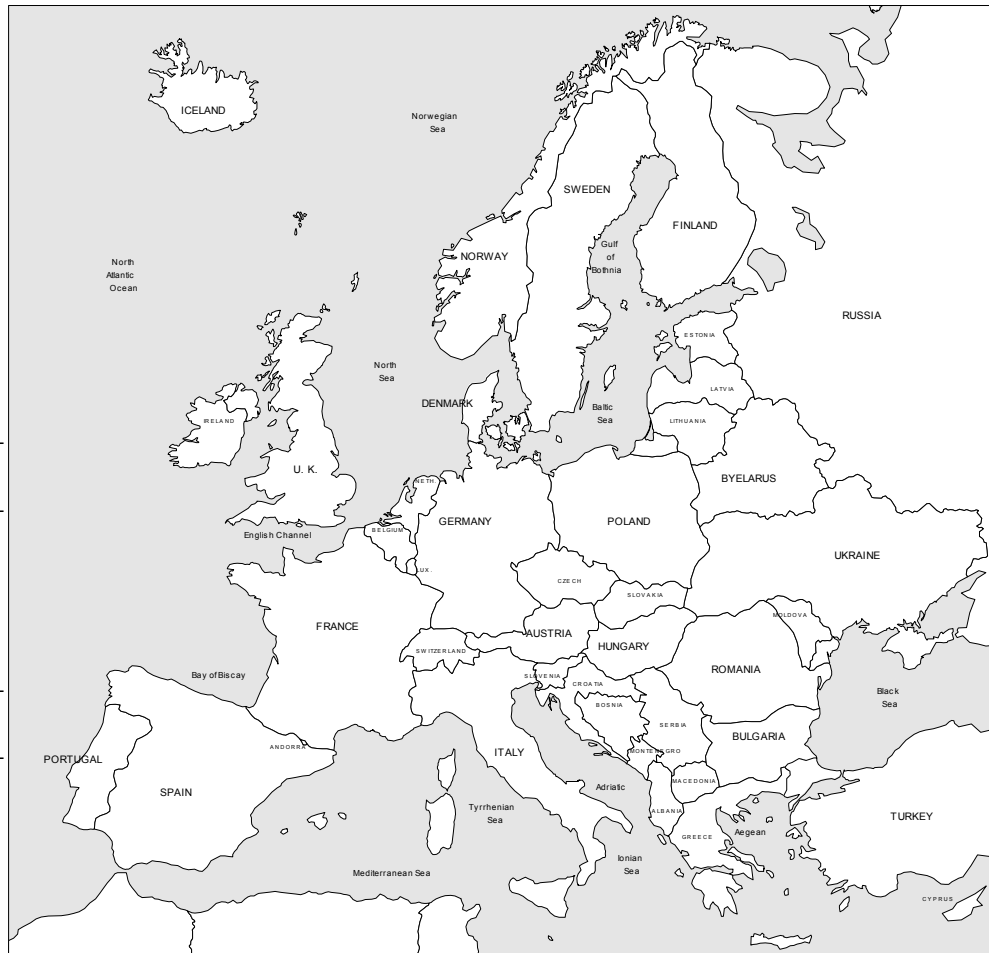 ICELAND
Norwegian
Sea
SWEDEN
FINLAND
Gulf
of
Bothnia
NORWAY
North
Atlantic
Ocean
RUSSIA
ESTONIA
North
Sea
LATVIA
DENMARK
Baltic
Sea
IRELAND
LITHUANIA
U. K.
BYELARUS
NETH.
GERMANY
POLAND
BELGIUM
English Channel
UKRAINE
LUX.
CZECH
SLOVAKIA
MOLDOVA
FRANCE
AUSTRIA
SWITZERLAND
HUNGARY
ROMANIA
Bay of Biscay
SLOVENIA
CROATIA
Black
Sea
BOSNIA
SERBIA
BULGARIA
ANDORRA
MONTENEGRO
ITALY
PORTUGAL
MACEDONIA
SPAIN
Adriatic
Tyrrhenian
Sea
ALBANIA
TURKEY
Aegean
GREECE
Ionian
Sea
Mediterranean Sea
CYPRUS